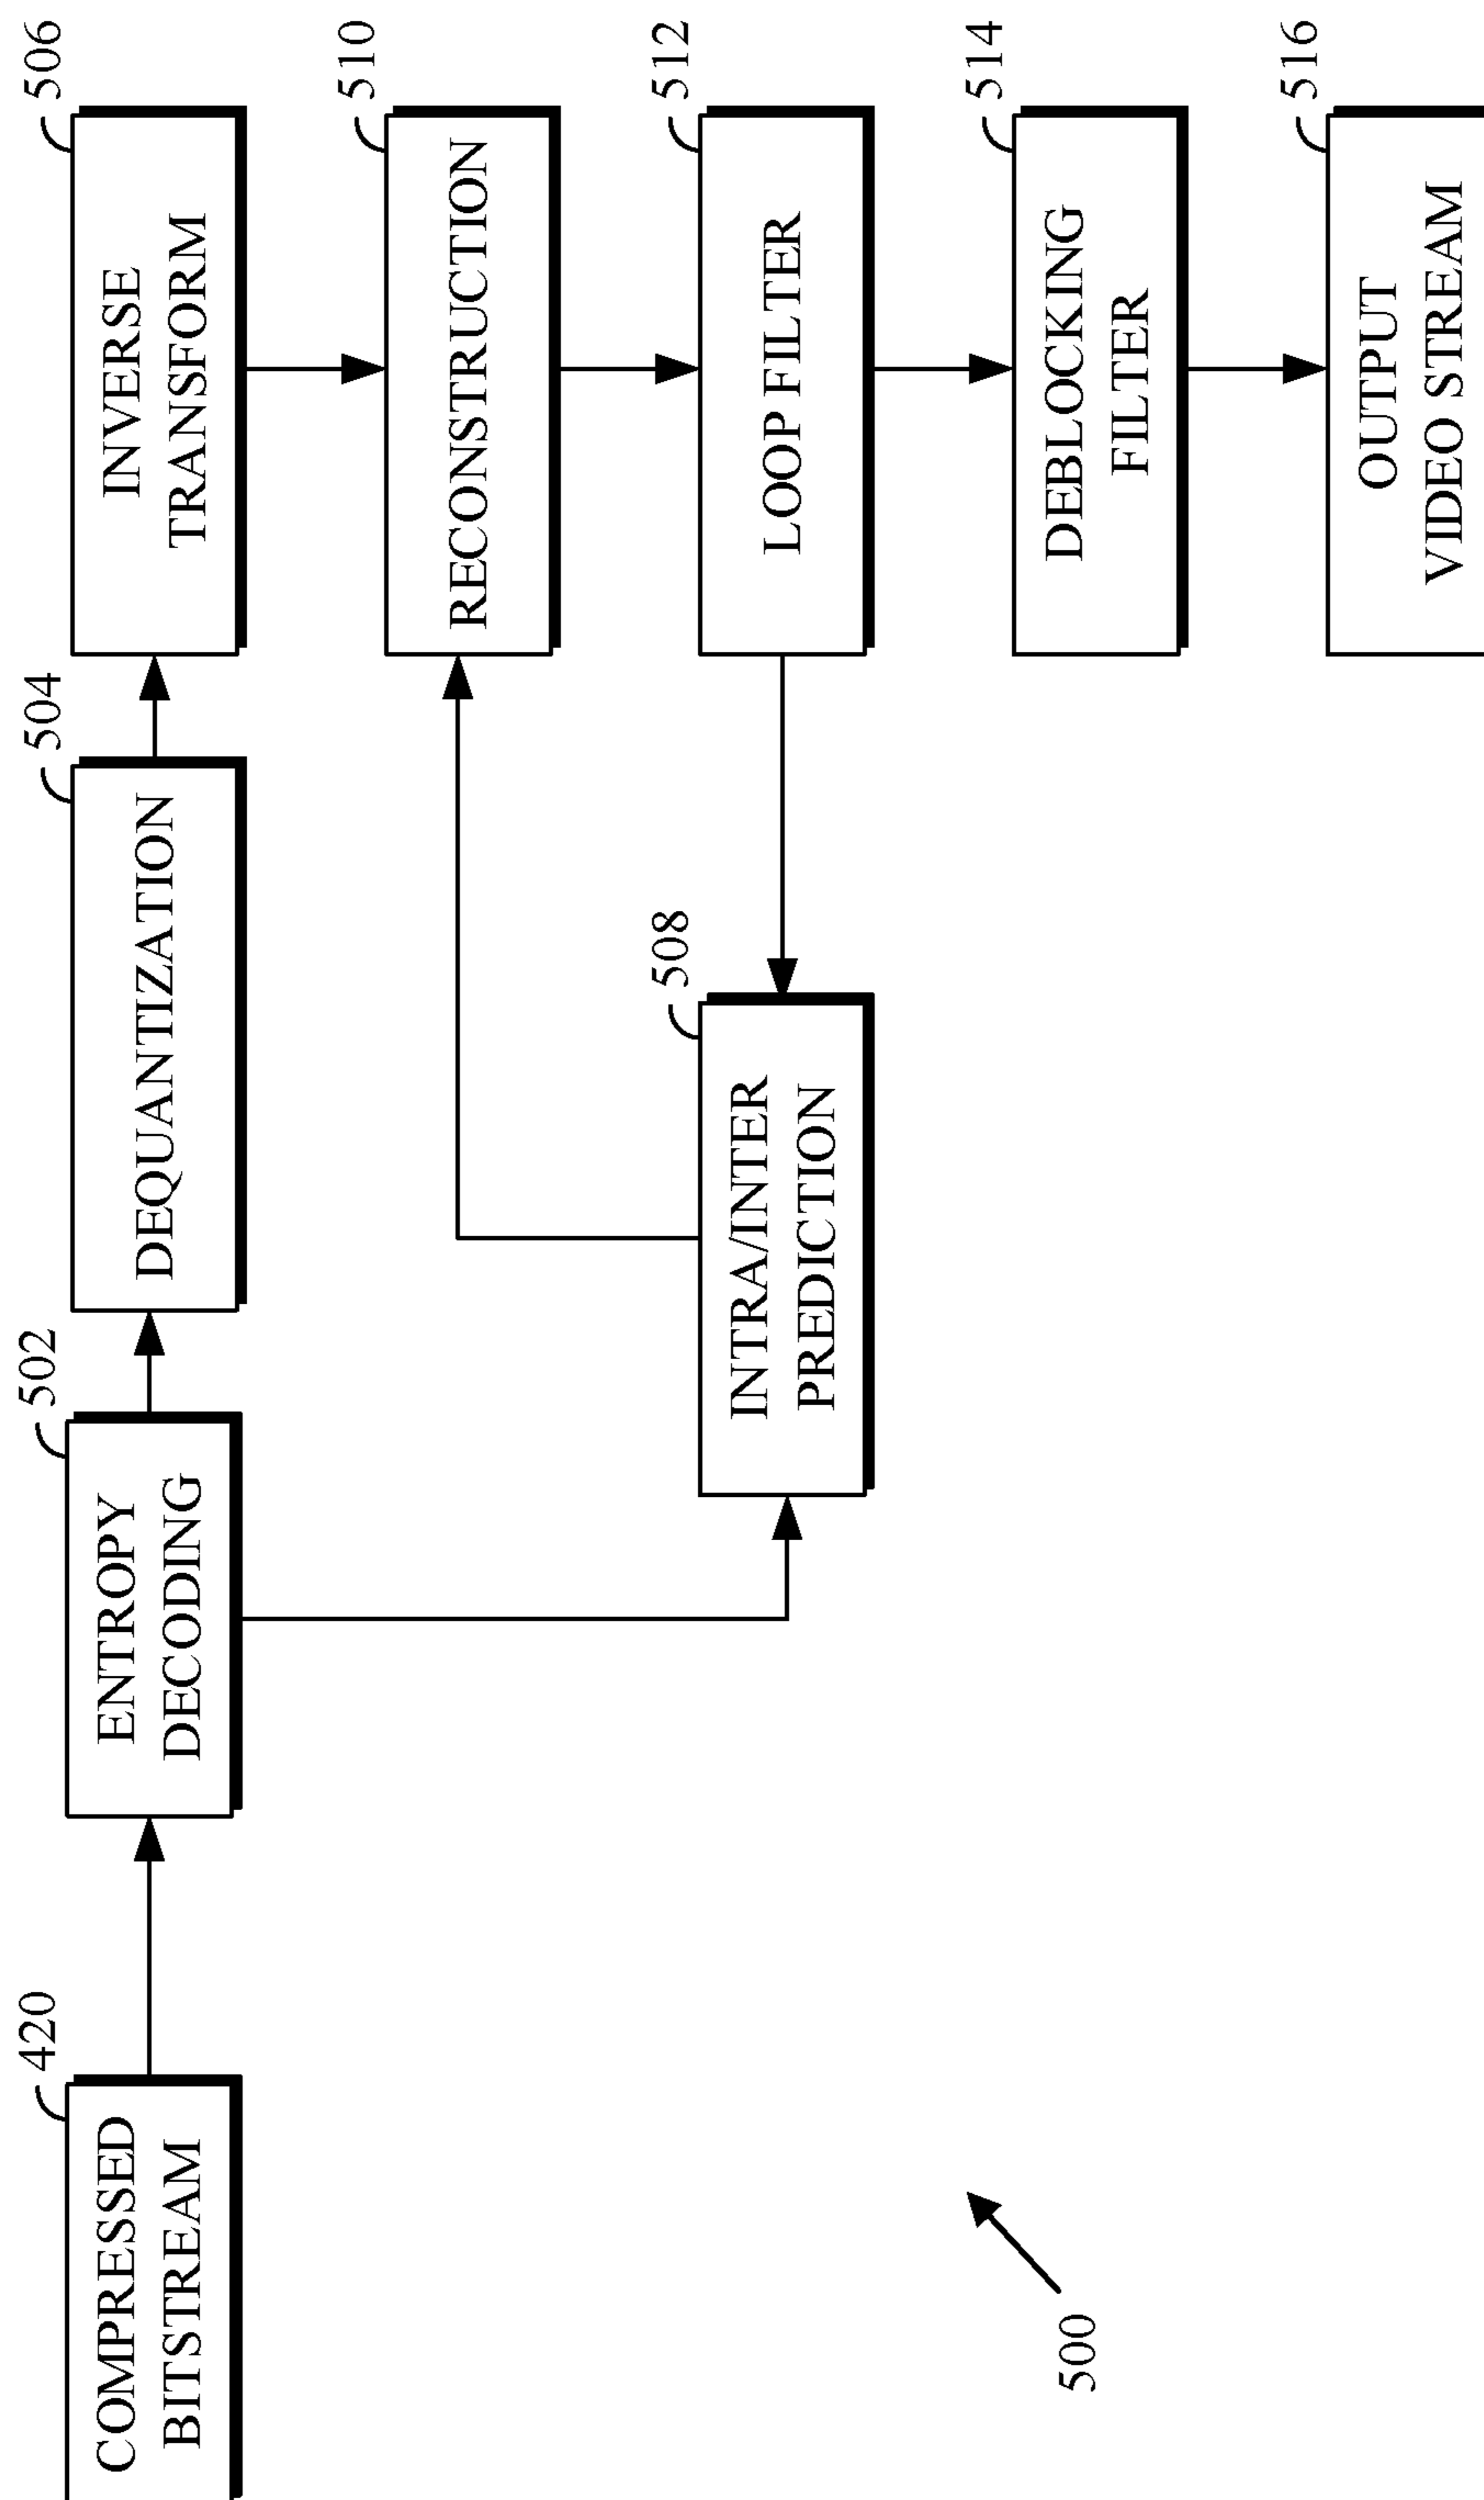 420
COMPRESSED
BITSTREAM
502
ENTROPY
DECODING
504
DEQUANTIZATION
506
INVERSE
TRANSFORM
510
RECONSTRUCTION
508
INTRA/INTER
PREDICTION
512
LOOP FILTER
514
DEBLOCKING
FILTER
516
OUTPUT
VIDEO STREAM
500